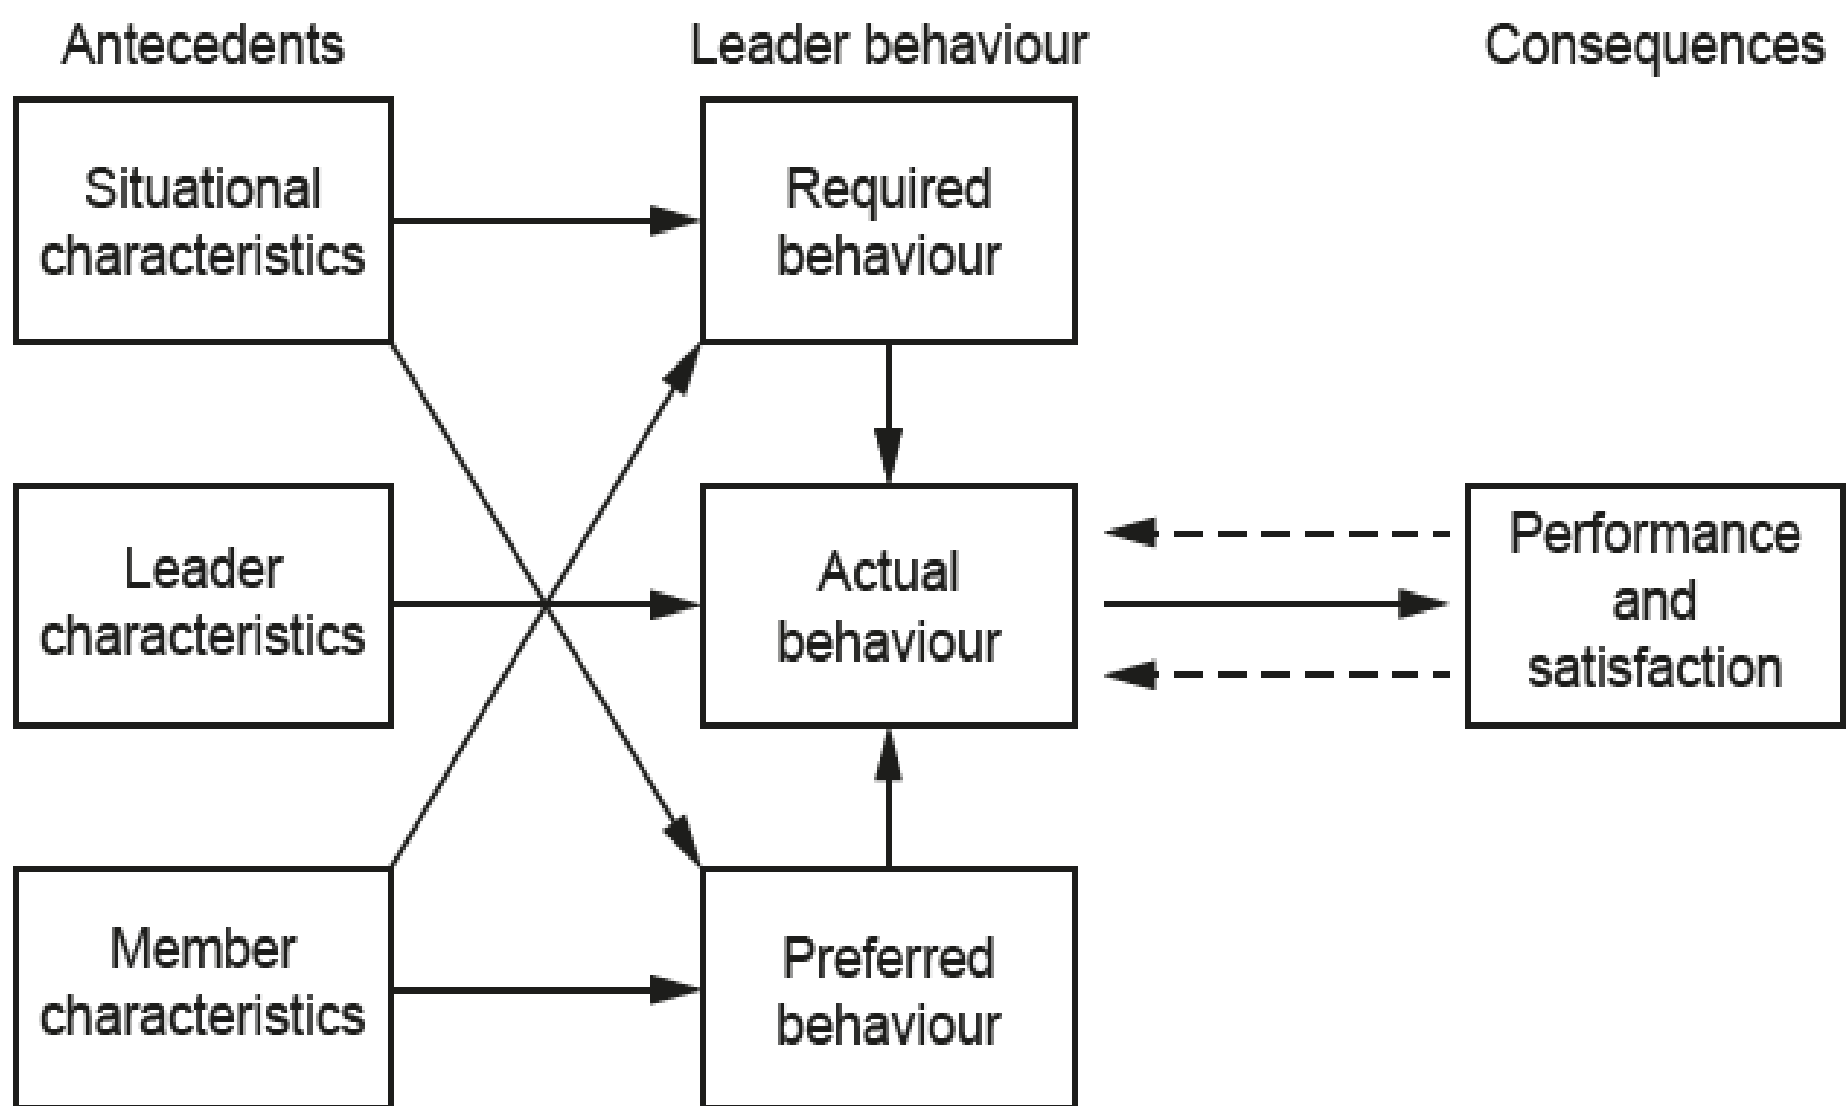 Antecedents
Leader behaviour
Consequences
Situational
characteristics
Required
behaviour
Leader
characteristics
Actual
behaviour
Performance
and
satisfaction
Member
characteristics
Preferred
behaviour